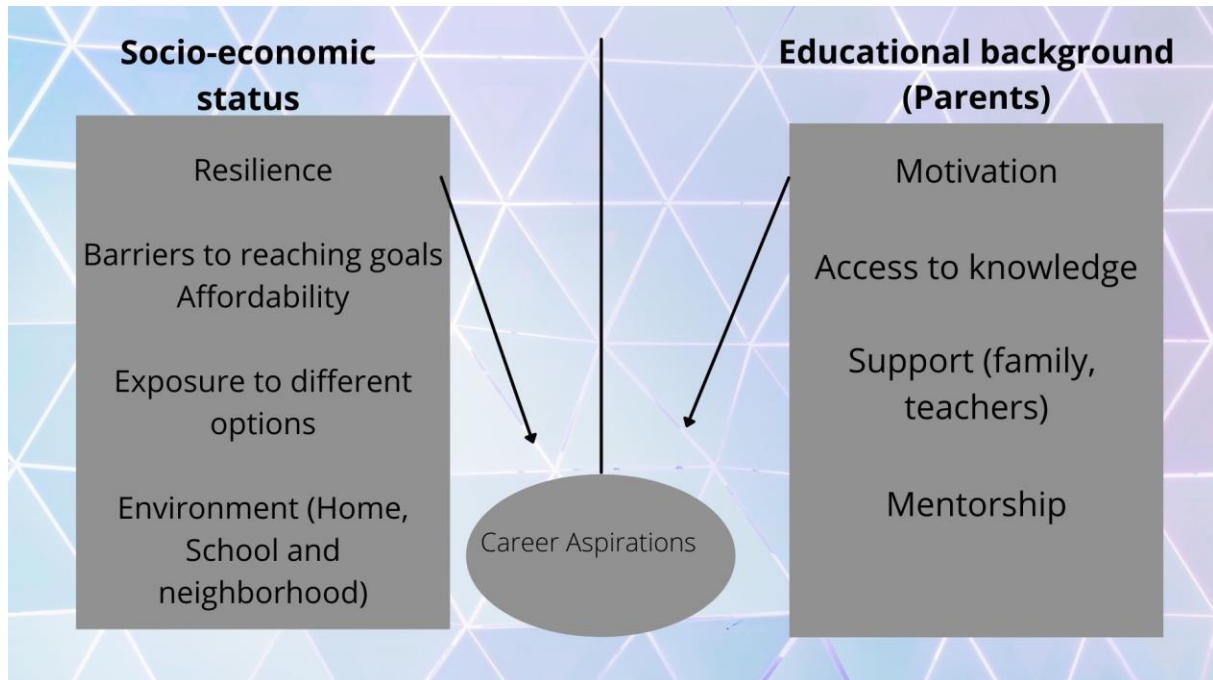 Socio-economic
status
Resilience
Barriers to reaching goals
Affordability
Exposure to different
options
Environment (Home,
School and
neighborhood)
Career Aspirations
Educational background
(Parents)
Motivation
Access to knowledge
Support (family,
teachers)
Mentorship